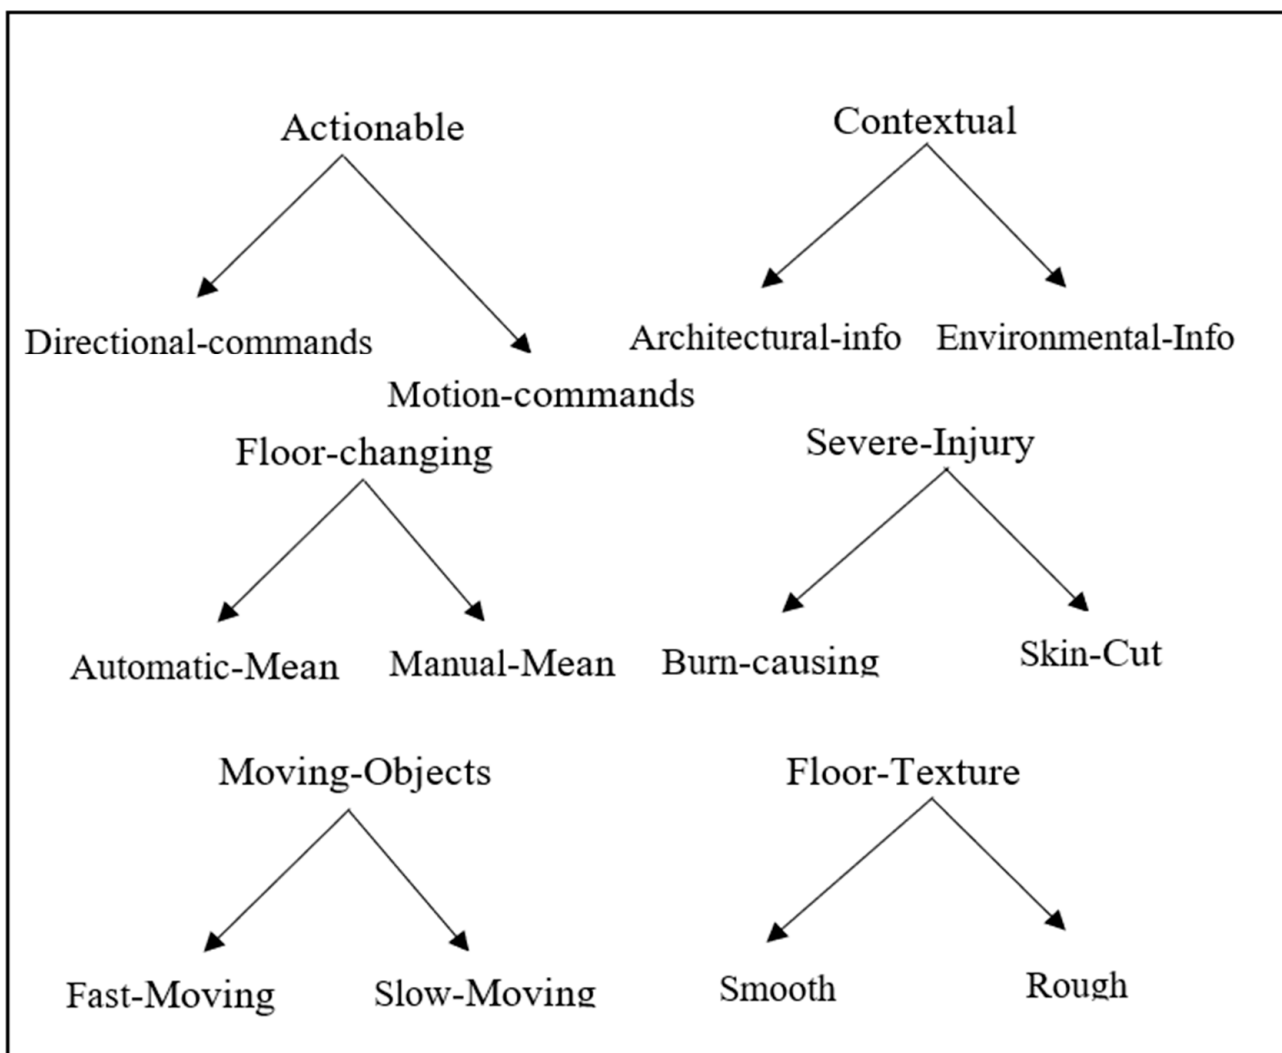 Actionable
Contextual
Directional-commands
Motion-commands
Architectural-info
Environmental-Info
Floor-changing
Severe-Injury
Automatic-Mean
Manual-Mean
Burn-causing
Skin-Cut
Moving-Objects
Floor-Texture
Fast-Moving
Slow-Moving
Smooth
Rough